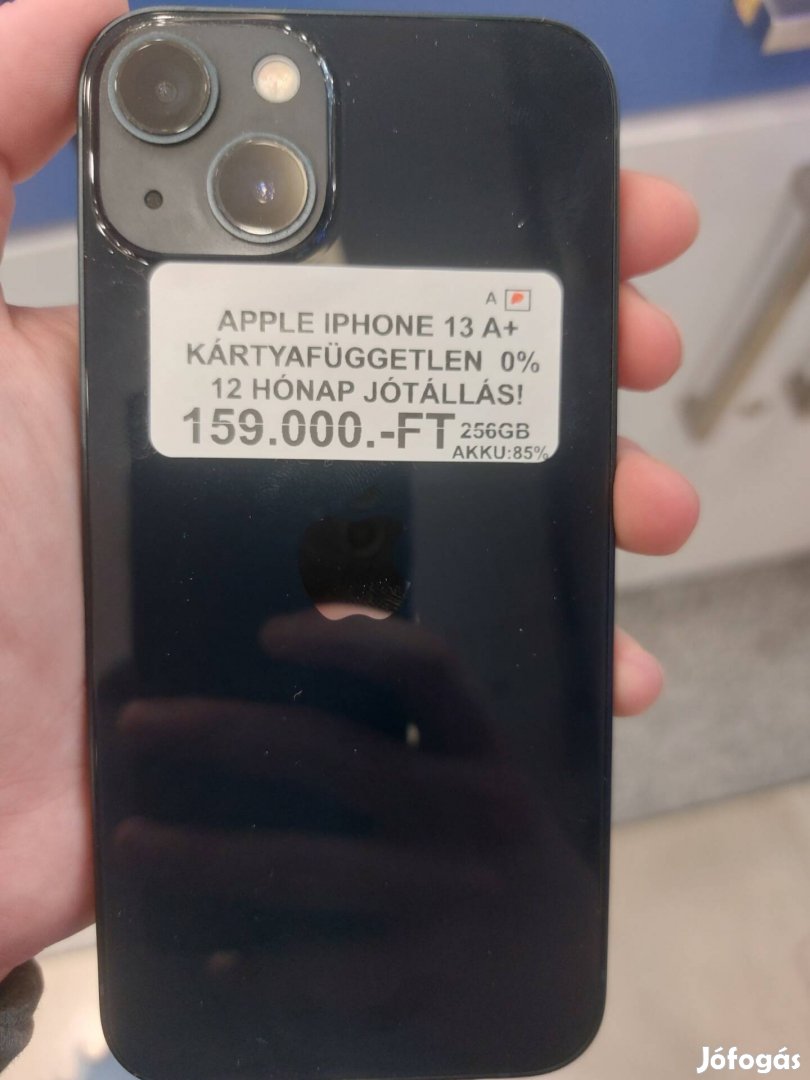 A
APPLE IPHONE 13 A+
KÁRTYAFÜGGETLEN 0%
12 HÓNAP JÓTÁLLÁS!
159.000.-FT 256GB
AKKU:85%
Jófogás